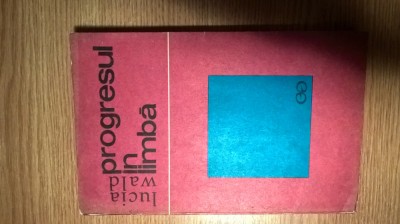 lucia
wald
progresul
în
limbă